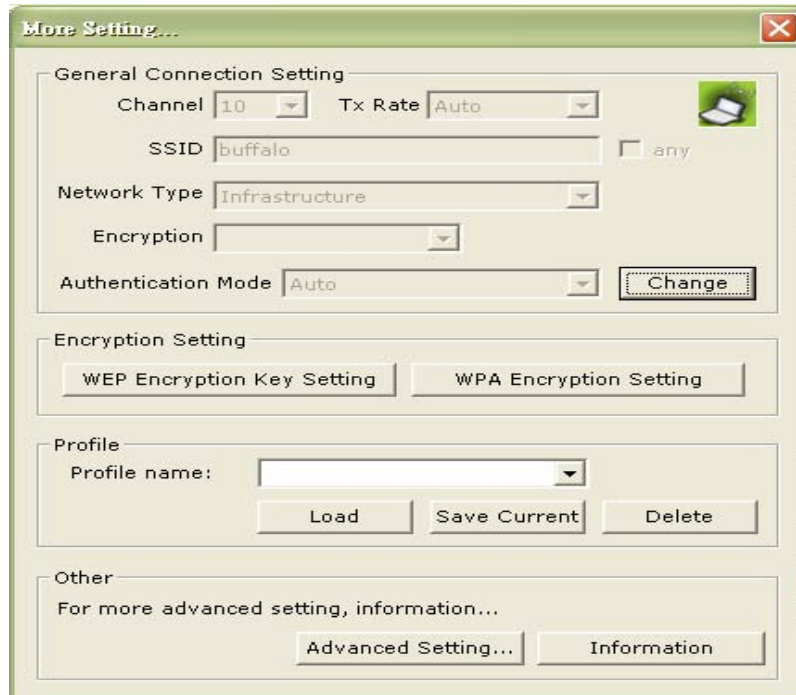 More Setting...
General Connection Setting
Channel 10 Tx Rate Auto
SSID buffalo any
Network Type Infrastructure
Encryption
Authentication Mode Auto Change
Encryption Setting
WEP Encryption Key Setting WPA Encryption Setting
Profile
Profile name:
Load Save Current Delete
Other
For more advanced setting, information...
Advanced Setting... Information